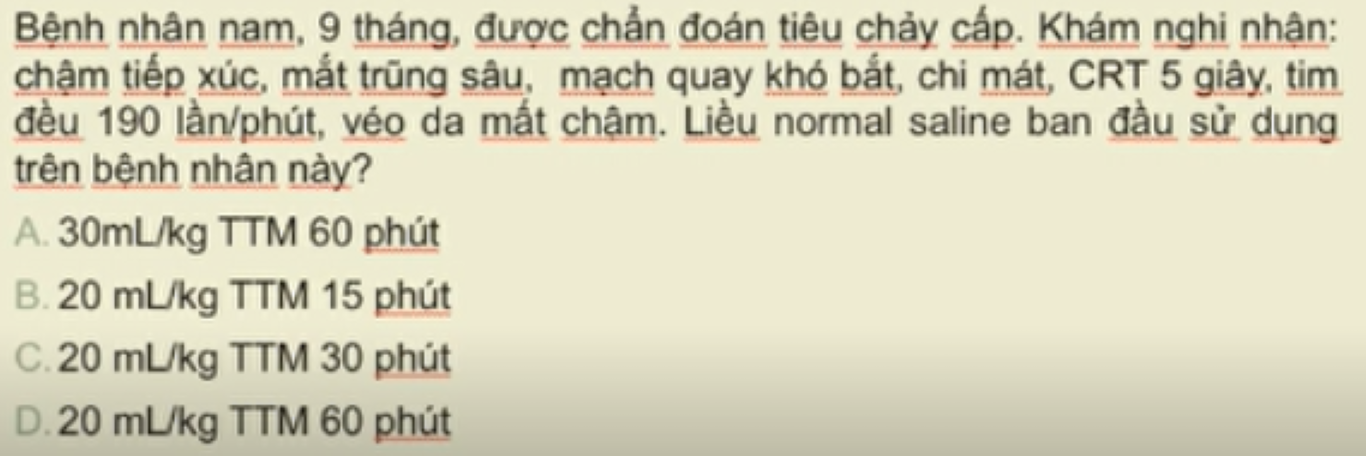 Bệnh nhân nam, 9 tháng, được chẩn đoán tiêu chảy cấp. Khám nghi nhận:
chậm tiếp xúc, mắt trũng sâu, mạch quay khó bắt, chi mát, CRT 5 giây, tim
đều 190 lần/phút, véo da mất chậm. Liều normal saline ban đầu sử dụng
trên bệnh nhân này?
A. 30mL/kg TTM 60 phút
B. 20 mL/kg TTM 15 phút
C. 20 mL/kg TTM 30 phút
D. 20 mL/kg TTM 60 phút